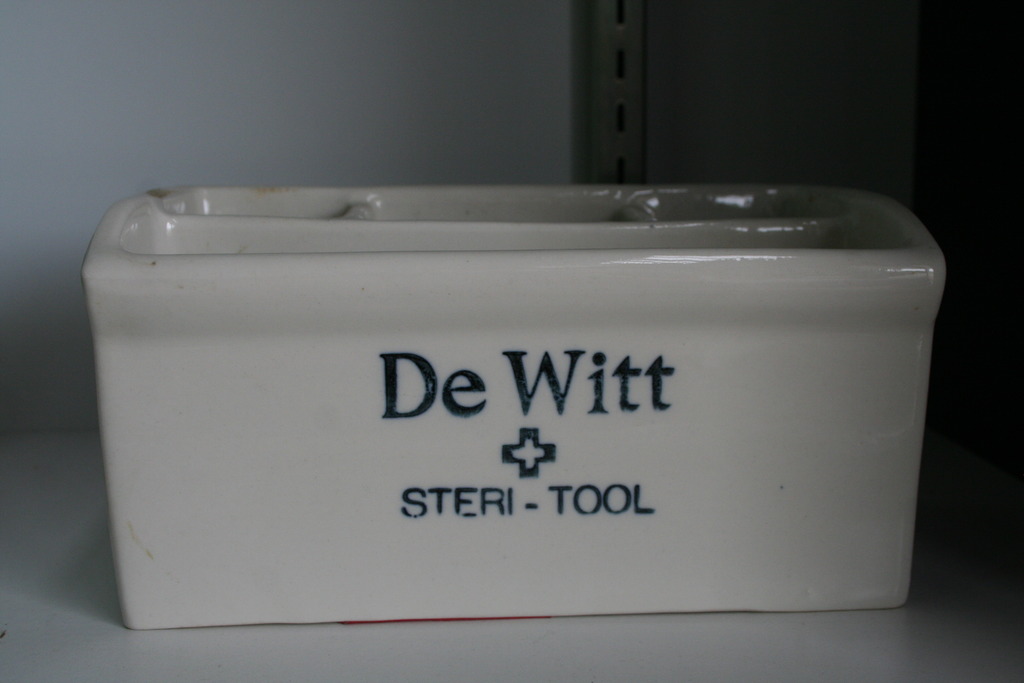 De Witt
STERI - TOOL